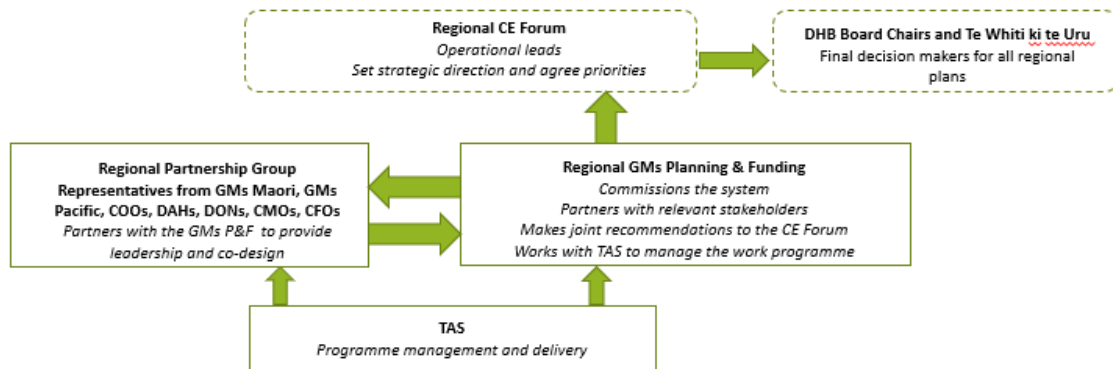 Regional CE Forum
Operational leads
Set strategic direction and agree priorities
DHB Board Chairs and Te Whiti ki te Uru
Final decision makers for all regional
plans
Regional Partnership Group
Representatives from GMs Maori, GMs
Pacific, COOs, DAHs, DONs, CMOs, CFOs
Partners with the GMs P&F to provide
leadership and co-design
Regional GMs Planning & Funding
Commissions the system
Partners with relevant stakeholders
Makes joint recommendations to the CE Forum
Works with TAS to manage the work programme
TAS
Programme management and delivery